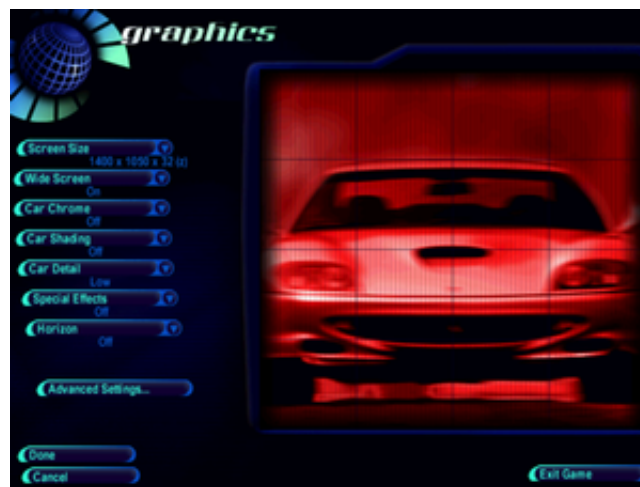 graphics
Screen Size
1400 x 1050 x 32 (z)
Wide Screen
On
Car Chrome
Off
Car Shading
Off
Car Detail
Low
Special Effects
Off
Horizon
Off
Advanced Settings...
Done
Cancel
Exit Game